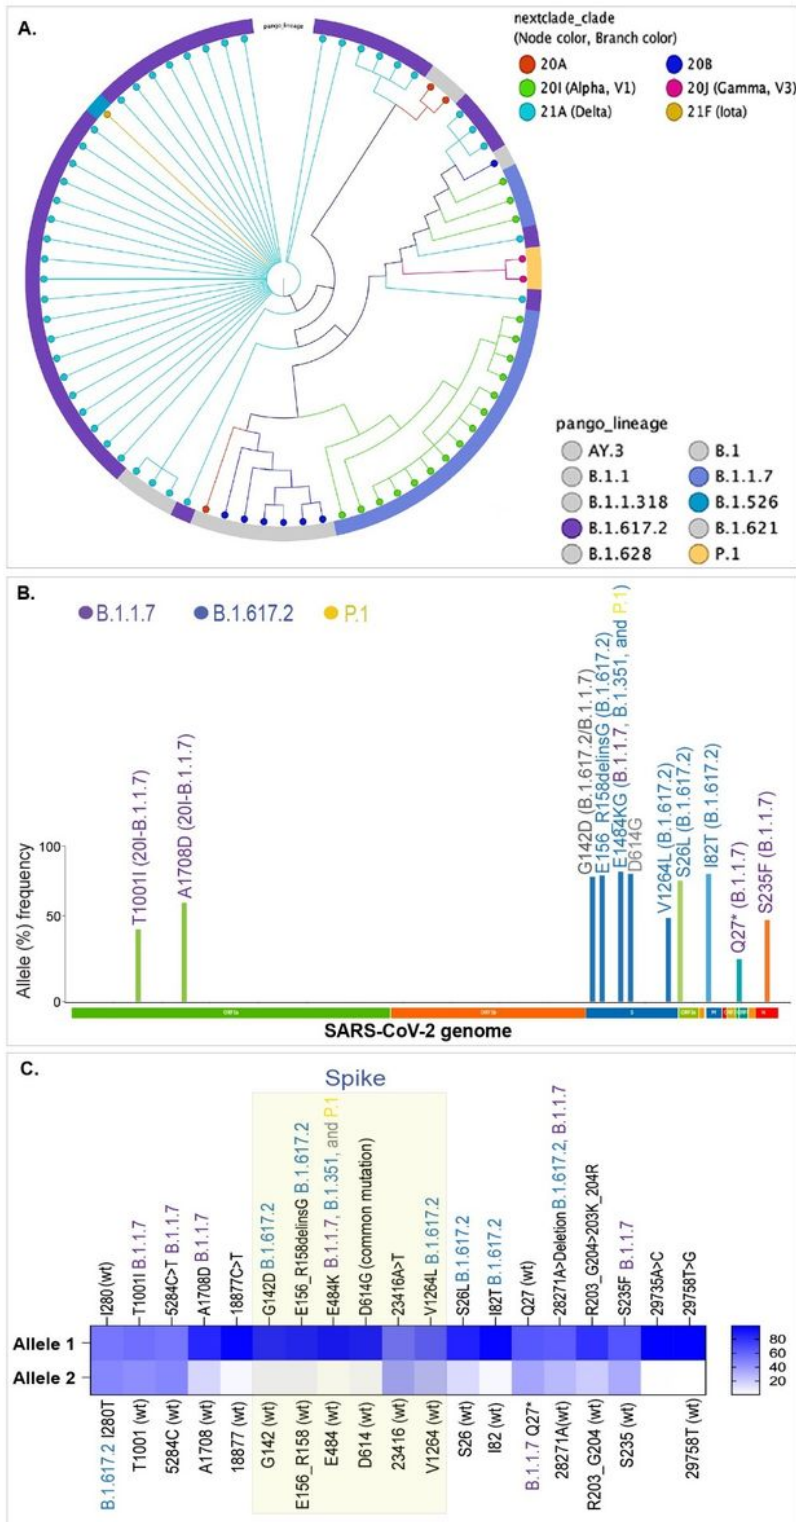 A.
pango_lineage
nextclade_clade
(Node color, Branch color)
20A
20B
20I (Alpha, V1)
20J (Gamma, V3)
21A (Delta)
21F (Iota)
pango_lineage
AY.3
B.1
B.1.1
B.1.1.7
B.1.1.318
B.1.526
B.1.617.2
B.1.621
B.1.628
P.1
B.
B.1.1.7
B.1.617.2
P.1
Allele (%) frequency
100
50
0
T1001I (20I-B.1.1.7)
A1708D (20I-B.1.1.7)
G142D (B.1.617.2/B.1.1.7)
E156_R158delinsG (B.1.617.2)
E1484KG (B.1.1.7, B.1.351, and P.1)
D614G
V1264L (B.1.617.2)
S26L (B.1.617.2)
I82T (B.1.617.2)
Q27* (B.1.1.7)
S235F (B.1.1.7)
ORF1a
ORF1b
S
M
N
SARS-CoV-2 genome
C.
Spike
I280 (wt)
T1001I B.1.1.7
5284C>T B.1.1.7
A1708D B.1.1.7
18877C>T
G142D B.1.617.2
E156_R158delinsG B.1.617.2
E484K B.1.1.7, B.1.351, and P.1
D614G (common mutation)
23416A>T
V1264L B.1.617.2
S26L B.1.617.2
I82T B.1.617.2
Q27 (wt)
28271A>Deletion B.1.617.2, B.1.1.7
R203_G204>203K_204R
S235F B.1.1.7
29735A>C
29758T>G
Allele 1
Allele 2
80
60
40
20
B.1.617.2 I280T
T1001 (wt)
5284C (wt)
A1708 (wt)
18877 (wt)
G142 (wt)
E156_R158 (wt)
E484 (wt)
D614 (wt)
23416 (wt)
V1264 (wt)
S26 (wt)
I82 (wt)
B.1.1.7 Q27*
28271A(wt)
R203_G204 (wt)
S235 (wt)
29758T (wt)